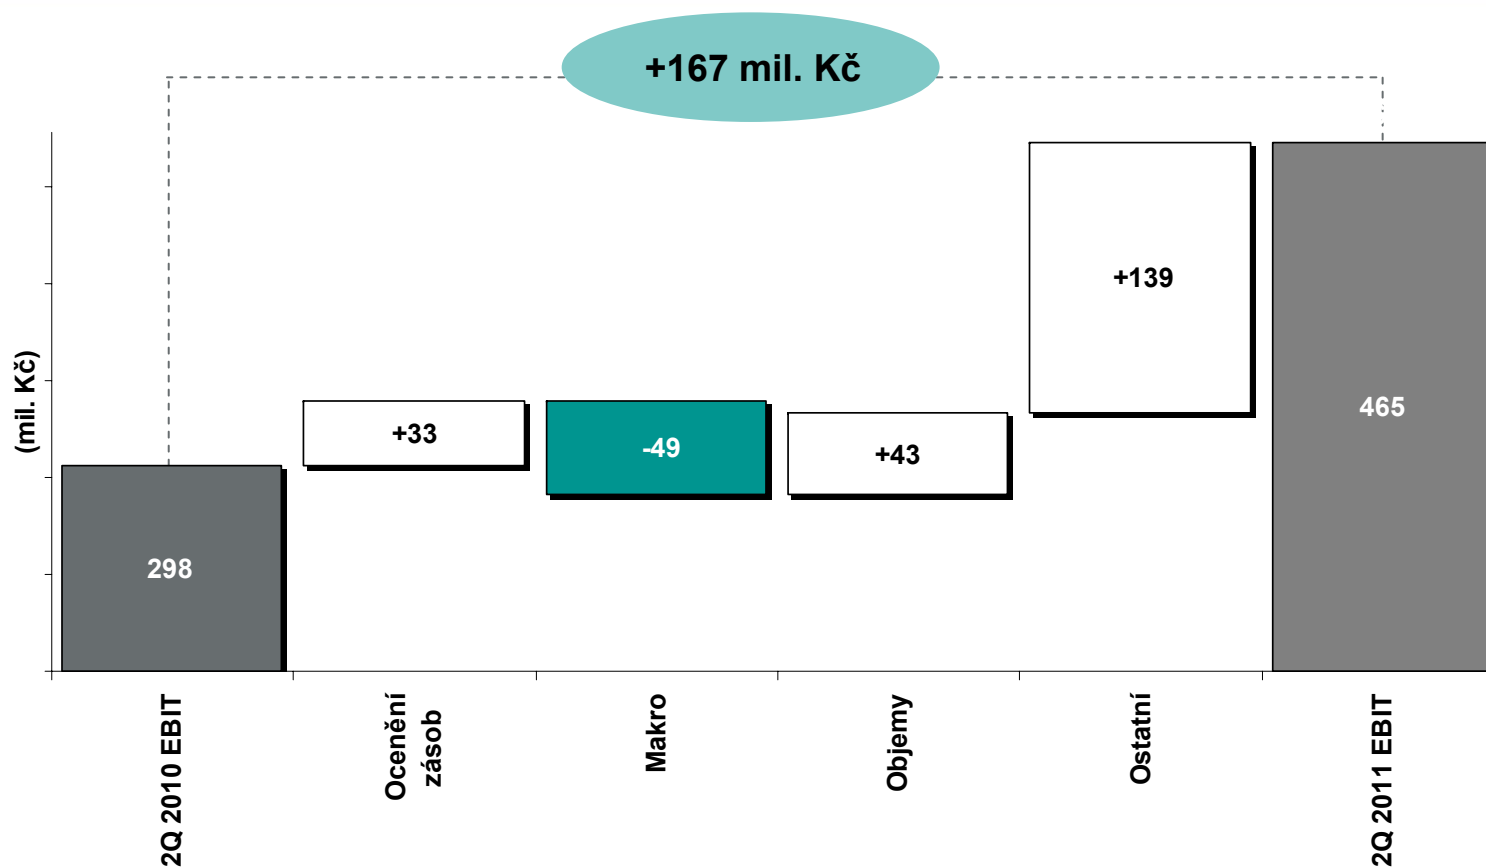 +167 mil. Kč
(mil. Kč)
298
+33
-49
+43
+139
465
2Q 2010 EBIT
Ocenění
zásob
Makro
Objemy
Ostatní
2Q 2011 EBIT